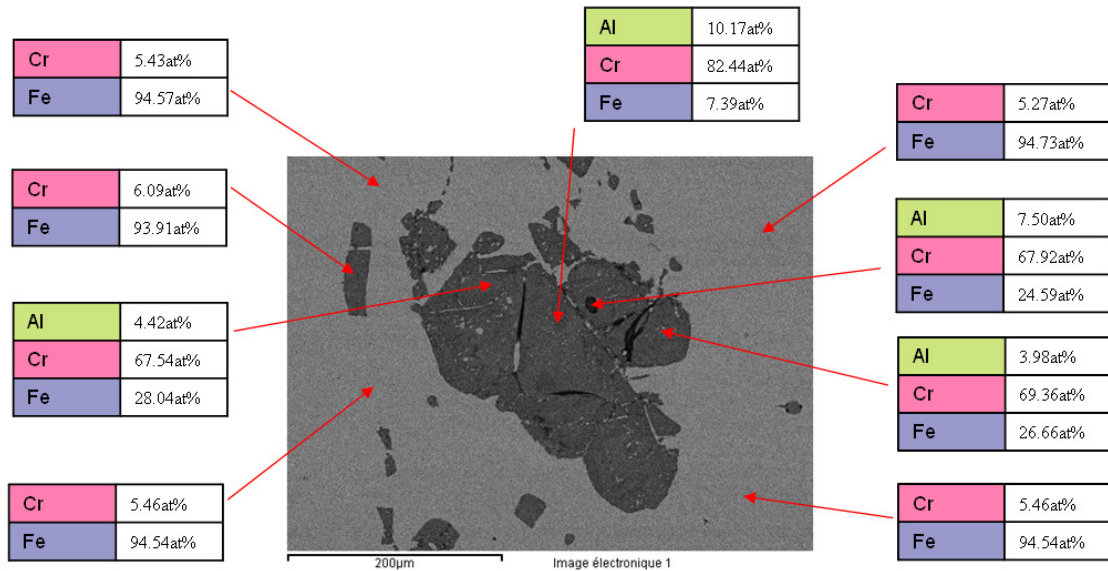 Al 10.17at%
Cr 82.44at%
Fe 7.39at%
Cr 5.43at%
Fe 94.57at%
Cr 5.27at%
Fe 94.73at%
Cr 6.09at%
Fe 93.91at%
Al 7.50at%
Cr 67.92at%
Fe 24.59at%
Al 4.42at%
Cr 67.54at%
Fe 28.04at%
Al 3.98at%
Cr 69.36at%
Fe 26.66at%
Cr 5.46at%
Fe 94.54at%
Cr 5.46at%
Fe 94.54at%
200µm Image électronique 1